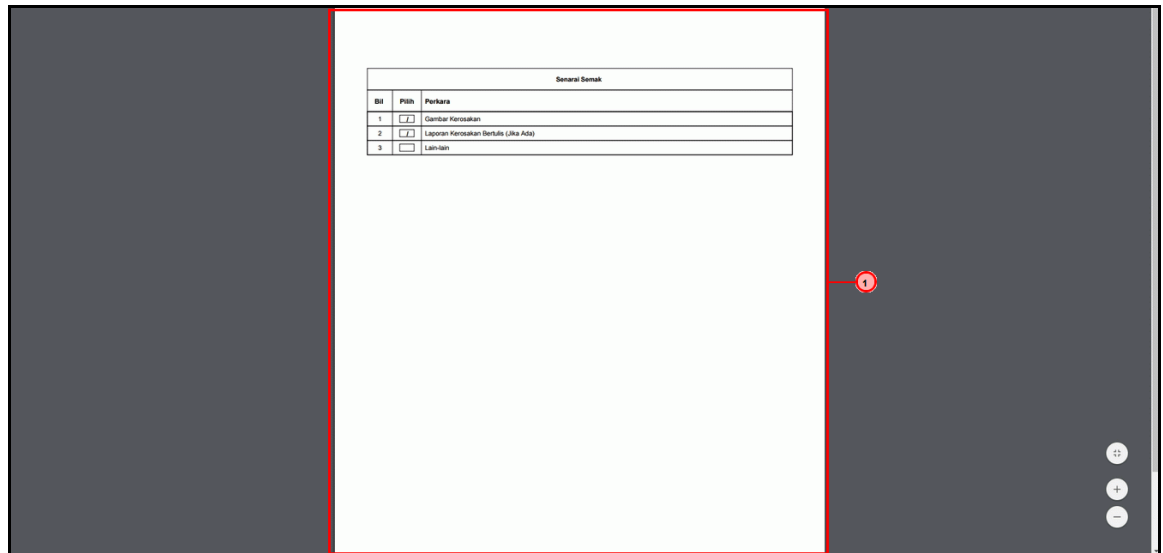 Senarai Semak
Bil Pilih Perkara
1 / Gambar Kerosakan
2 / Laporan Kerosakan Bertulis (Jika Ada)
3 Lain-lain
1